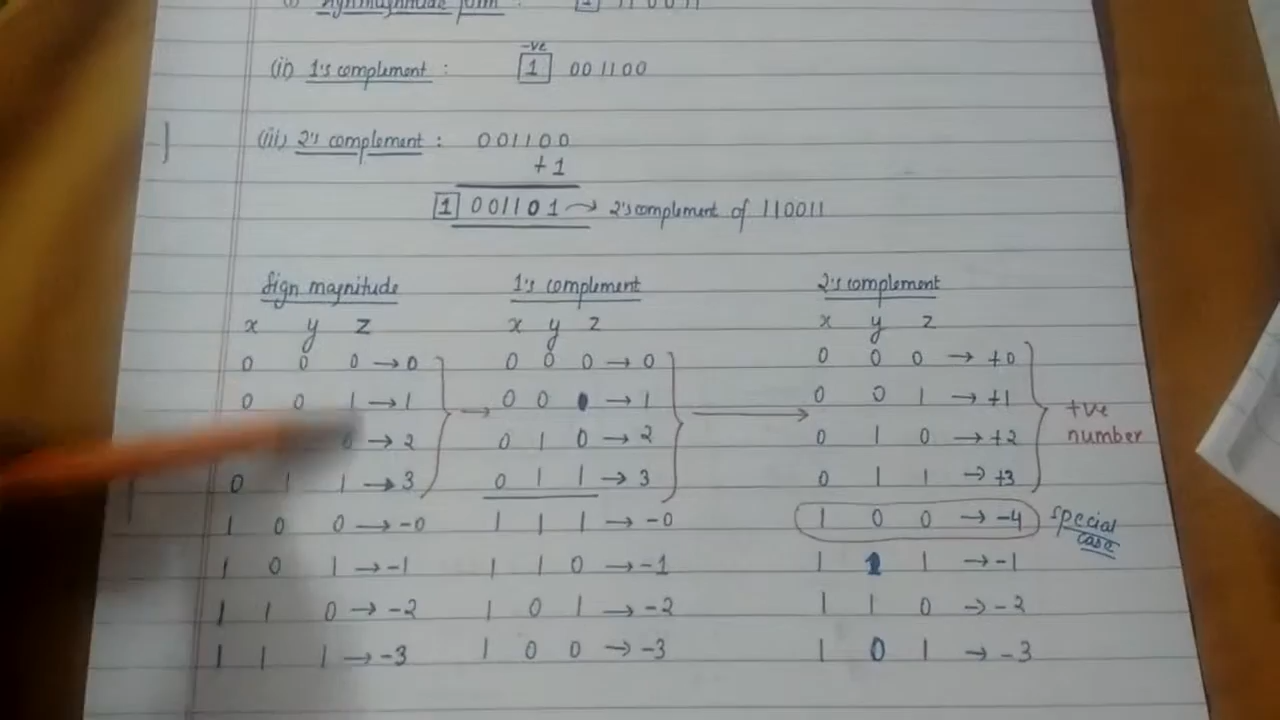 (i) Sign magnitude form : 1 110011
-ve
(ii) 1's complement : 1 001100
(iii) 2's complement : 001100
+1
1 001101 → 2's complement of 110011
Sign magnitude 1's complement 2's complement
x y z x y z x y z
0 0 0 → 0 0 0 0 → 0 0 0 0 → +0
0 0 1 → 1 0 0 → 1 0 0 1 → +1
0 → 2 0 1 0 → 2 0 1 0 → +2 +ve number
0 1 1 → 3 0 1 1 → 3 0 1 1 → +3
1 0 0 → -0 1 1 1 → -0 1 0 0 → -4 special case
1 0 1 → -1 1 1 0 → -1 1 1 1 → -1
1 1 0 → -2 1 0 1 → -2 1 1 0 → -2
1 1 1 → -3 1 0 0 → -3 1 0 1 → -3